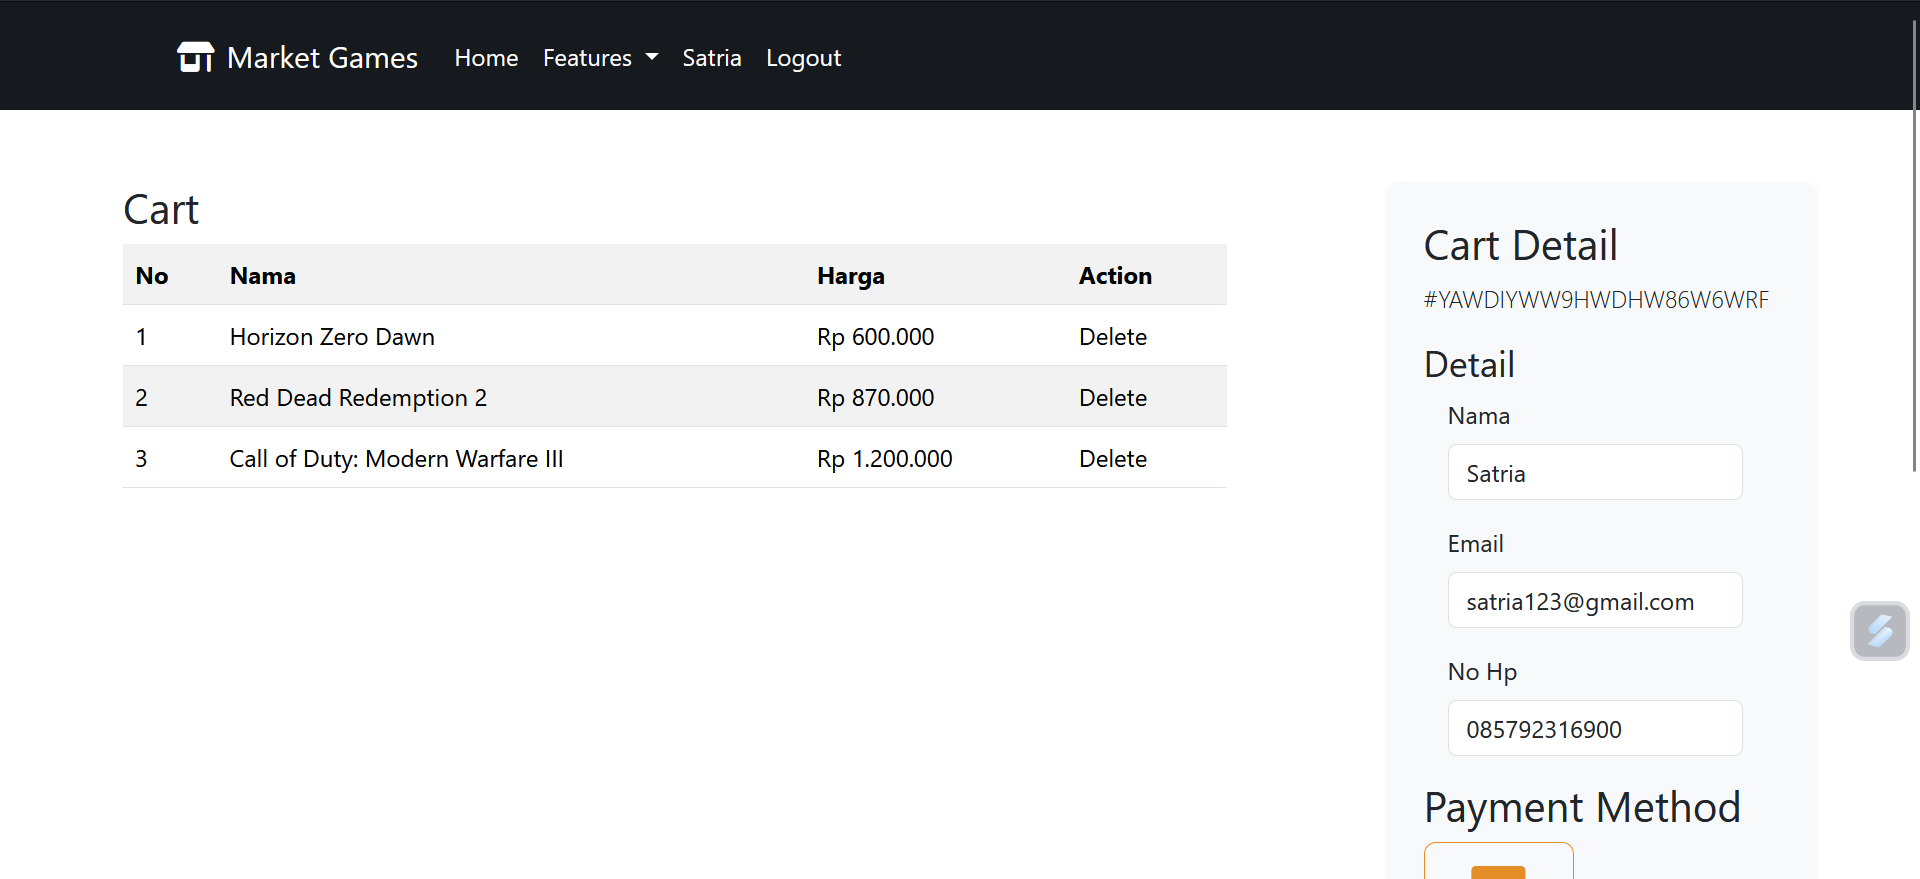 Market Games Home Features Satria Logout
Cart
No Nama Harga Action
1 Horizon Zero Dawn Rp 600.000 Delete
2 Red Dead Redemption 2 Rp 870.000 Delete
3 Call of Duty: Modern Warfare III Rp 1.200.000 Delete
Cart Detail
#YAWDIYWW9HWDHW86W6WRF
Detail
Nama
Satria
Email
satria123@gmail.com
No Hp
085792316900
Payment Method